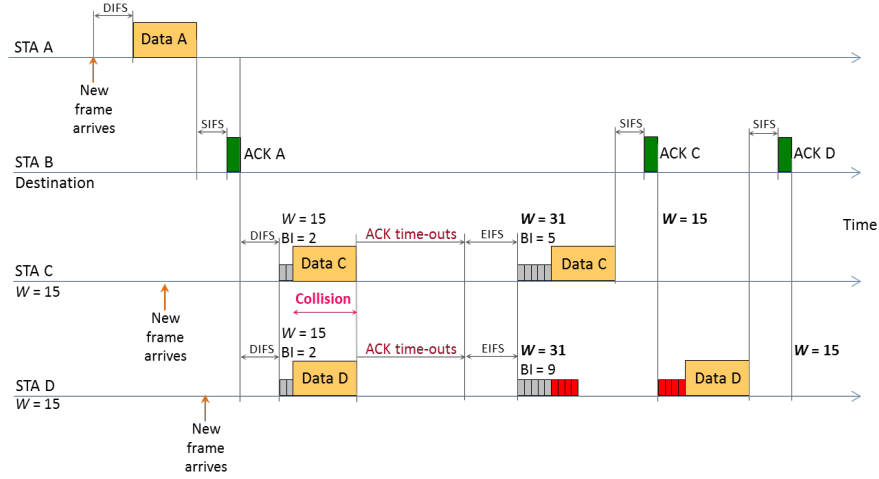 DIFS
STA A
Data A
New
frame
arrives
SIFS
SIFS
SIFS
STA B
Destination
ACK A
ACK C
ACK D
W = 15
W = 31
W = 15
Time
DIFS
BI = 2
ACK time-outs
EIFS
BI = 5
STA C
W = 15
Data C
Data C
New
frame
arrives
Collision
W = 15
W = 31
W = 15
DIFS
BI = 2
ACK time-outs
EIFS
BI = 9
STA D
W = 15
Data D
Data D
New
frame
arrives